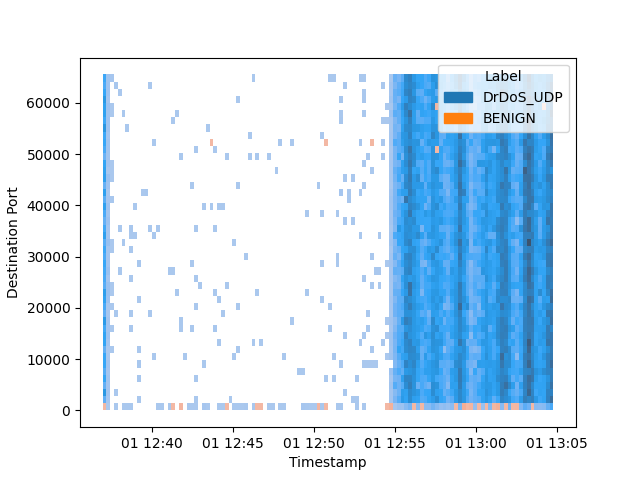 Label
DrDoS_UDP
BENIGN
60000
50000
40000
30000
20000
10000
0
Destination Port
01 12:40
01 12:45
01 12:50
01 12:55
01 13:00
01 13:05
Timestamp